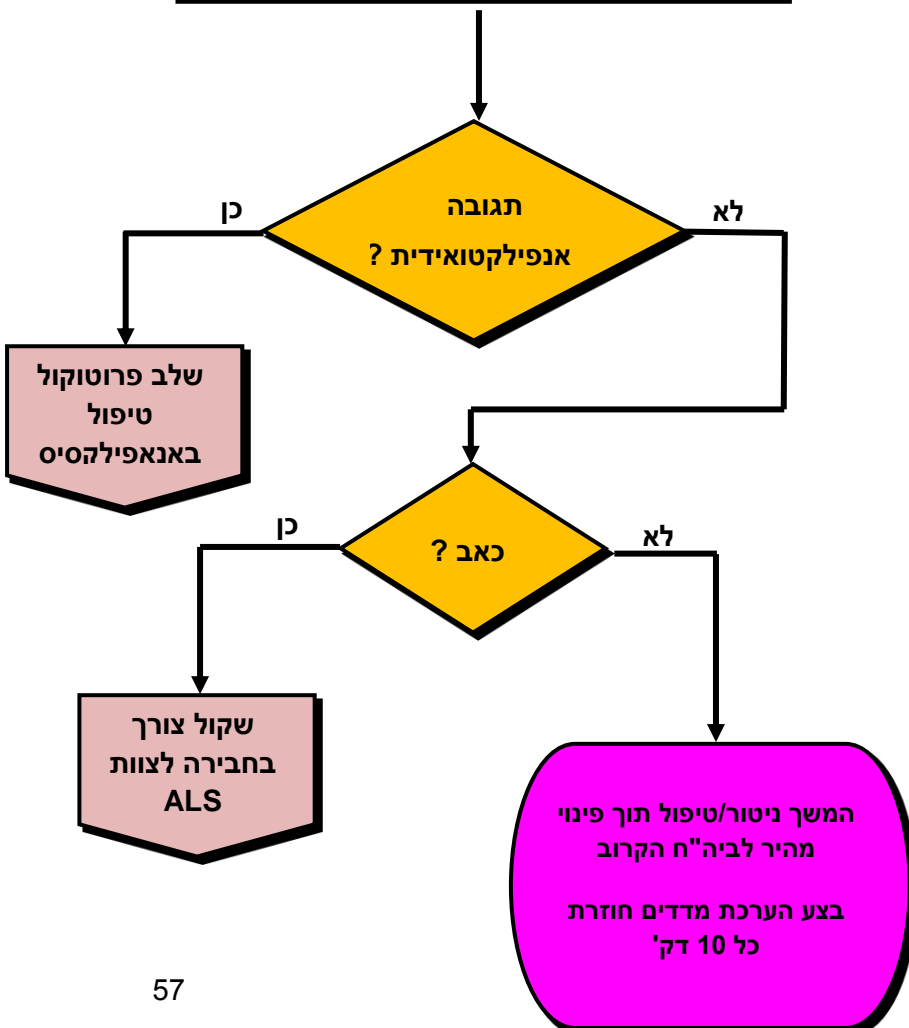 תגובה
אנפילקטואידית ?
כן
לא
שלב פרוטוקול
טיפול
באנאפילקסיס
כאב ?
כן
לא
שקול צורך
בחבירה לצוות
ALS
המשך ניטור/טיפול תוך פינוי
מהיר לביה"ח הקרוב
בצע הערכת מדדים חוזרת
כל 10 דק'
57